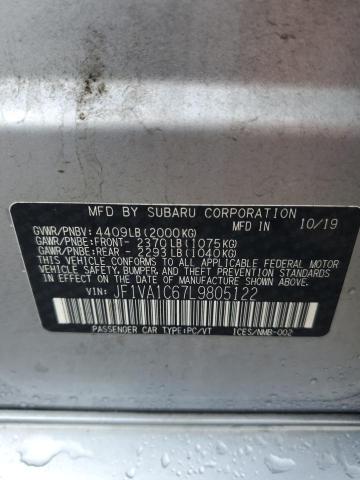 MFD BY SUBARU CORPORATION
MFD IN 10/19
GVWR/PNBV: 4409LB(2000KG)
GAWR/PNBE:FRONT- 2370LB(1075KG)
GAWR/PNBE:REAR - 2293LB(1040KG)
THIS VEHICLE CONFORMS TO
ALL APPLICABLE FEDERAL MOTOR
VEHICLE SAFETY, BUMPER, AND THEFT
PREVENTION STANDARDS IN EFFECT
ON THE DATE OF MANUFACTURE
SHOWN ABOVE.
VIN: JF1VA1C67L9805122
PASSENGER CAR TYPE:PC/VT ICES/NMB-002